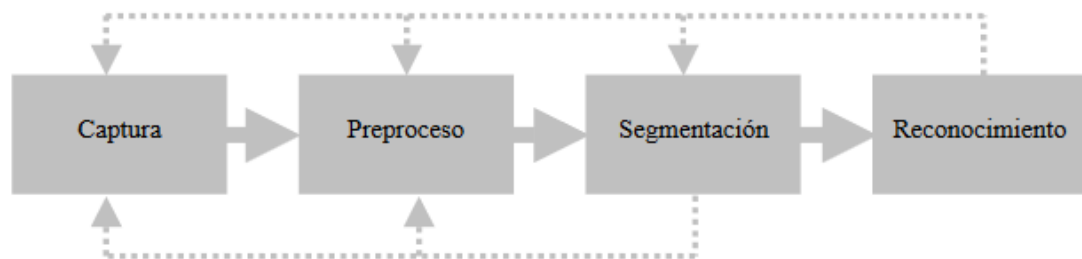 Captura
Preproceso
Segmentación
Reconocimiento